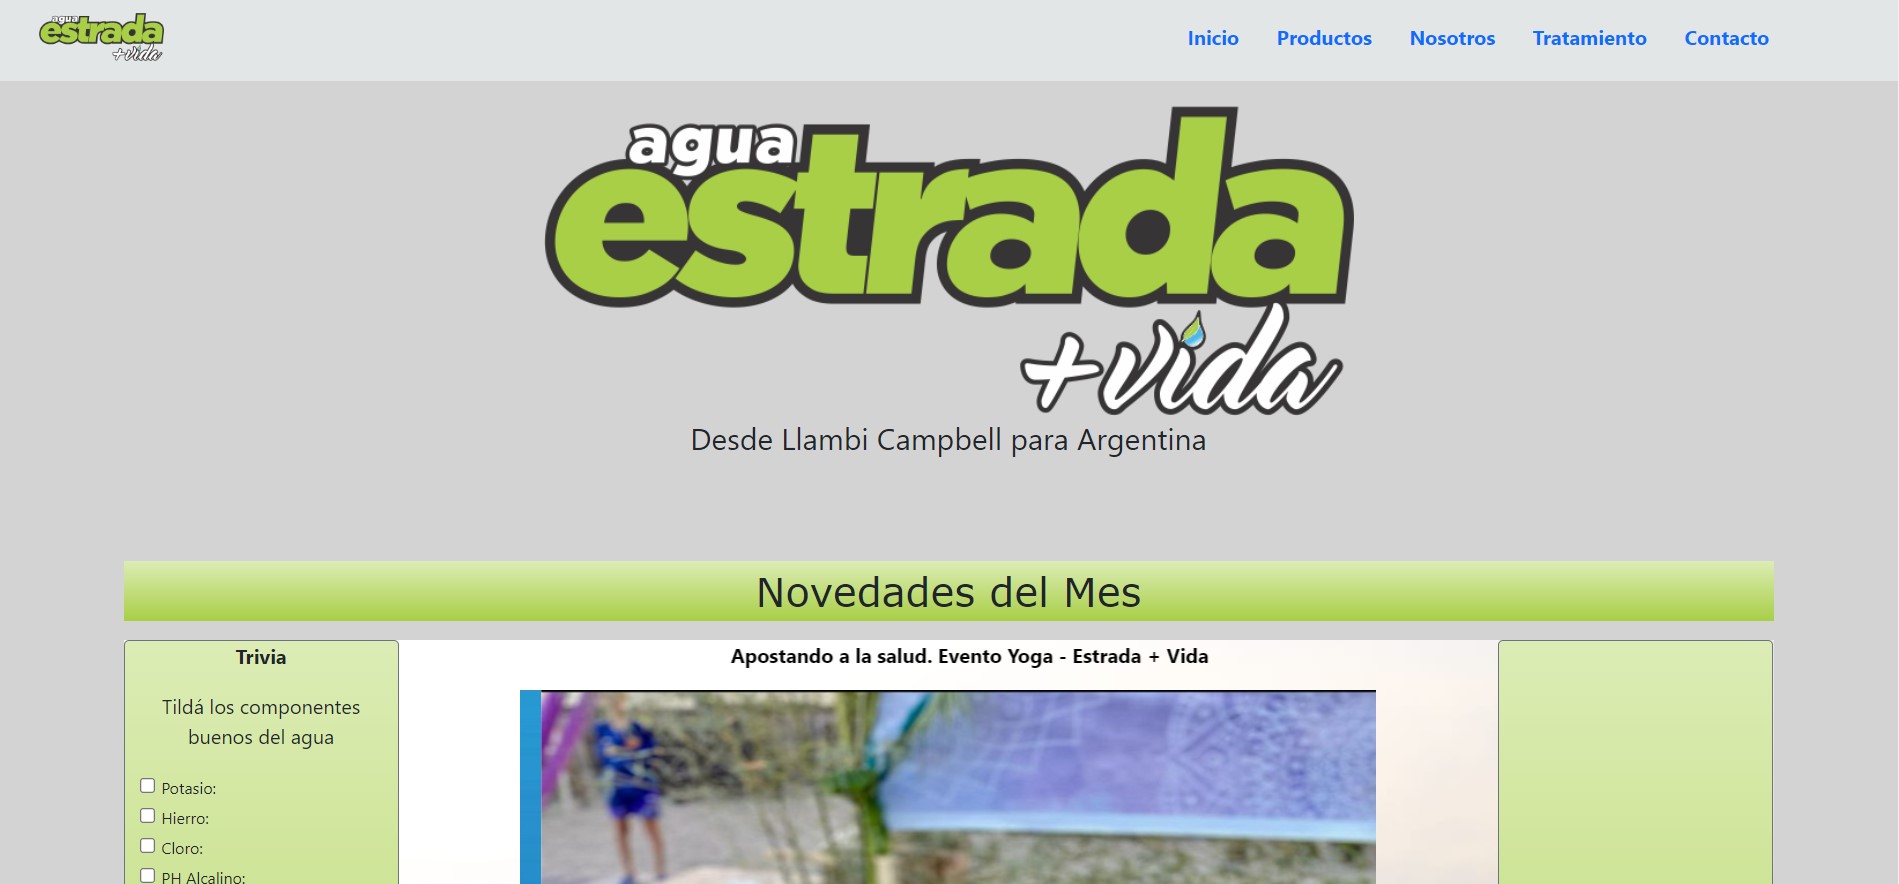 agua
estrada
+vida
Inicio Productos Nosotros Tratamiento Contacto
agua
estrada
+vida
Desde Llambi Campbell para Argentina
Novedades del Mes
Trivia
Tildá los componentes
buenos del agua
Potasio:
Hierro:
Cloro:
PH Alcalino:
Apostando a la salud. Evento Yoga - Estrada + Vida